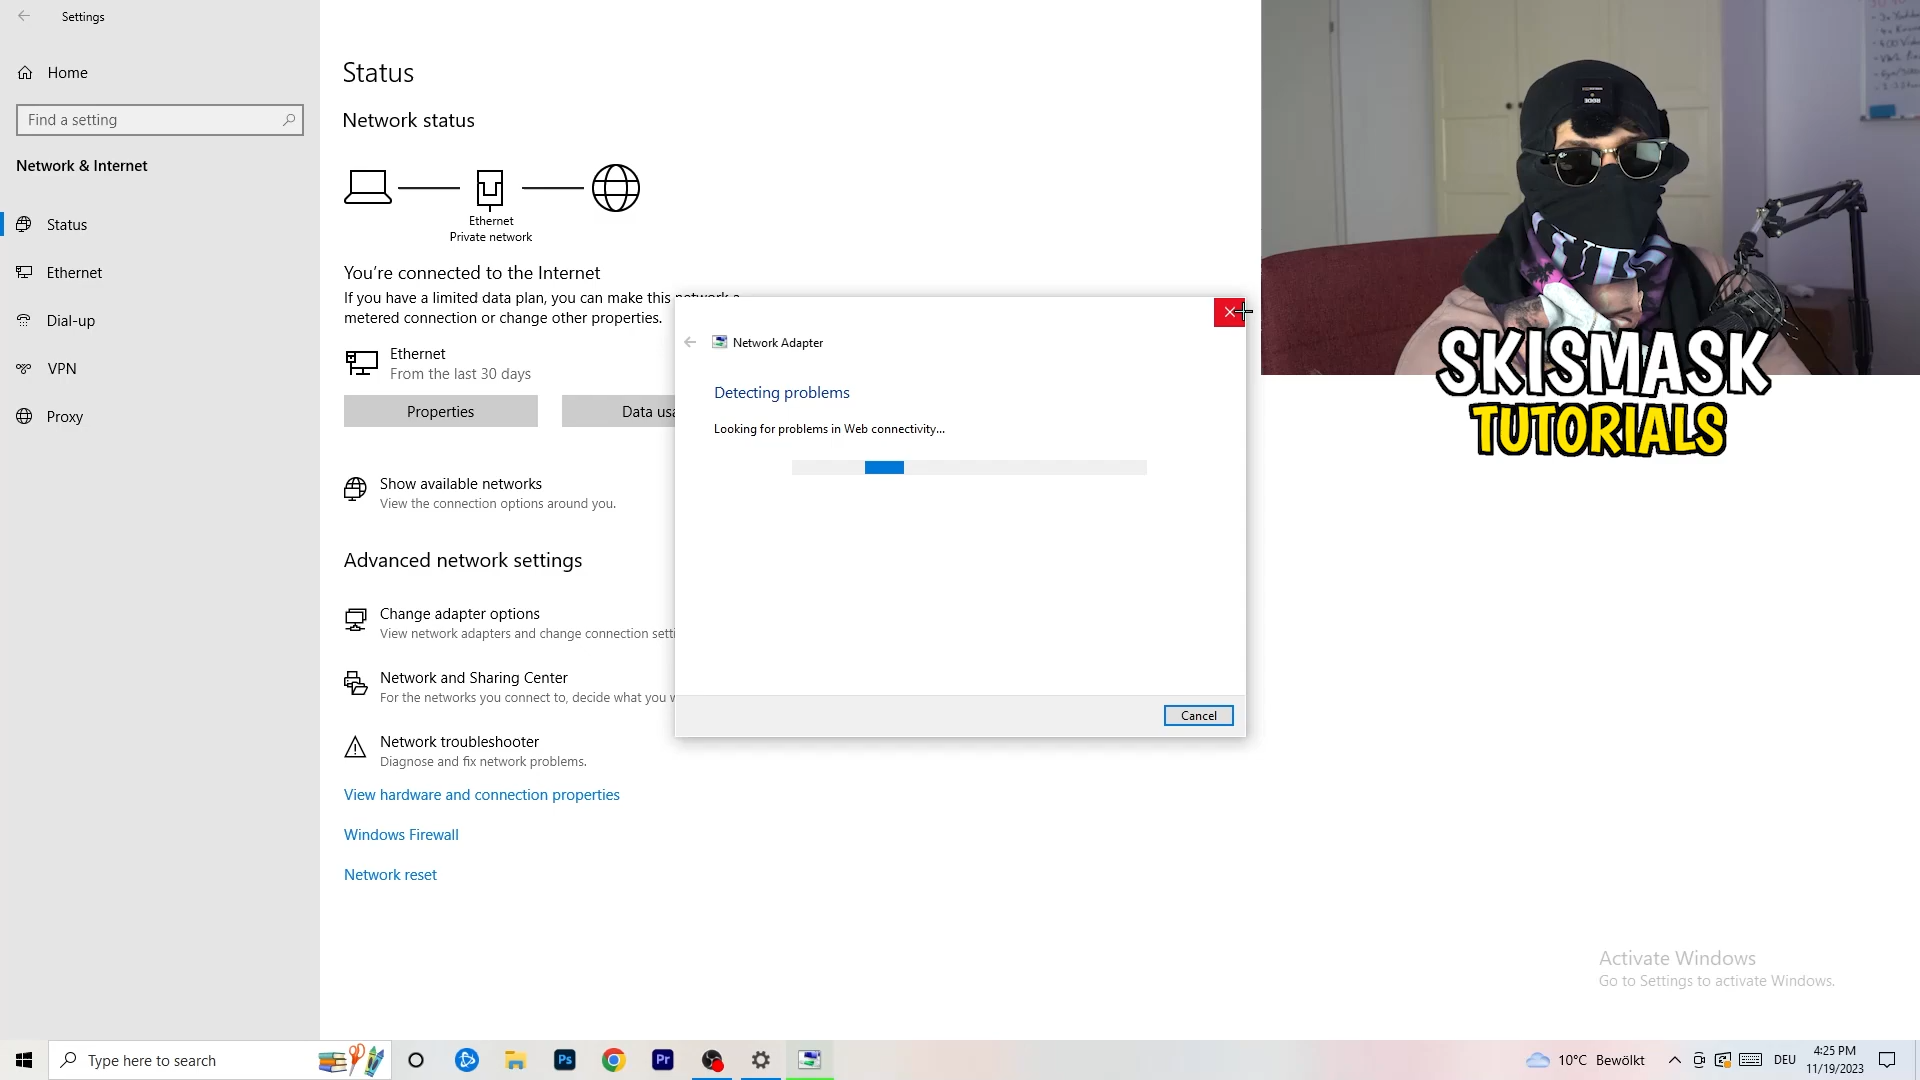 Settings
Home
Find a setting
Network & Internet
Status
Ethernet
Dial-up
VPN
Proxy
Status
Network status
Ethernet
Private network
You're connected to the Internet
If you have a limited data plan, you can make this network a
metered connection or change other properties.
Ethernet
From the last 30 days
Properties
Data usa
Show available networks
View the connection options around you.
Advanced network settings
Change adapter options
View network adapters and change connection setti
Network and Sharing Center
For the networks you connect to, decide what you w
Network troubleshooter
Diagnose and fix network problems.
View hardware and connection properties
Windows Firewall
Network reset
Network Adapter
Detecting problems
Looking for problems in Web connectivity...
Cancel
RØDE
SKISMASK
TUTORIALS
Activate Windows
Go to Settings to activate Windows.
Type here to search
Ps
Pr
10°C Bewölkt
DEU
4:25 PM
11/19/2023